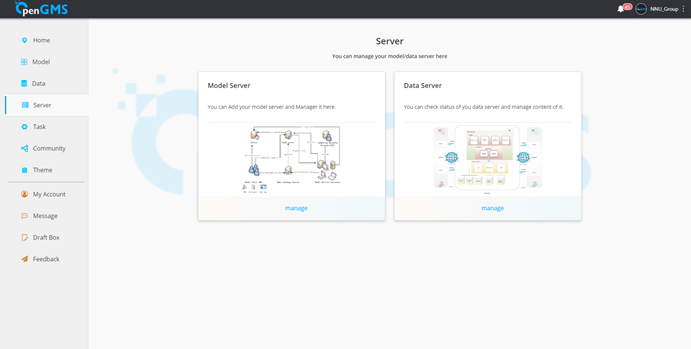 OpenGMS
NNU_Group
Home
Model
Data
Server
Task
Community
Theme
My Account
Message
Draft Box
Feedback
Server
You can manage your model/data server here
Model Server
You can Add your model server and Manager it here.
manage
Data Server
You can check status of you data server and manage content of it.
manage